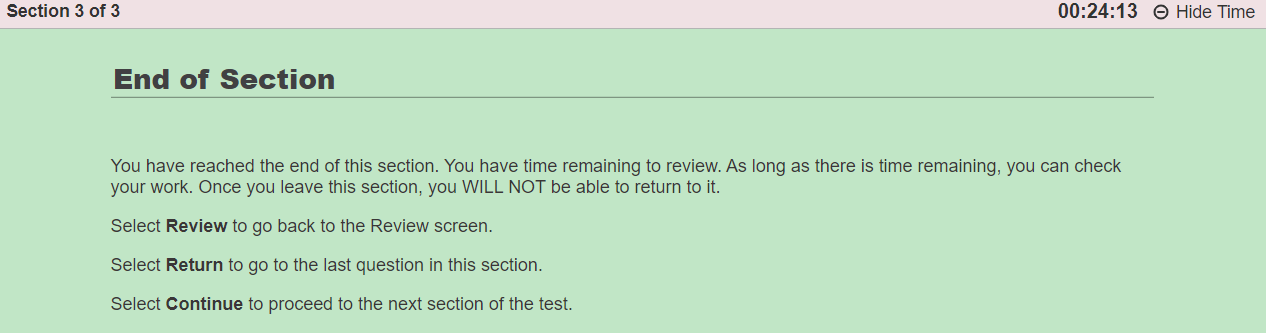 Section 3 of 3
00:24:13 Hide Time
End of Section
You have reached the end of this section. You have time remaining to review. As long as there is time remaining, you can check
your work. Once you leave this section, you WILL NOT be able to return to it.
Select Review to go back to the Review screen.
Select Return to go to the last question in this section.
Select Continue to proceed to the next section of the test.